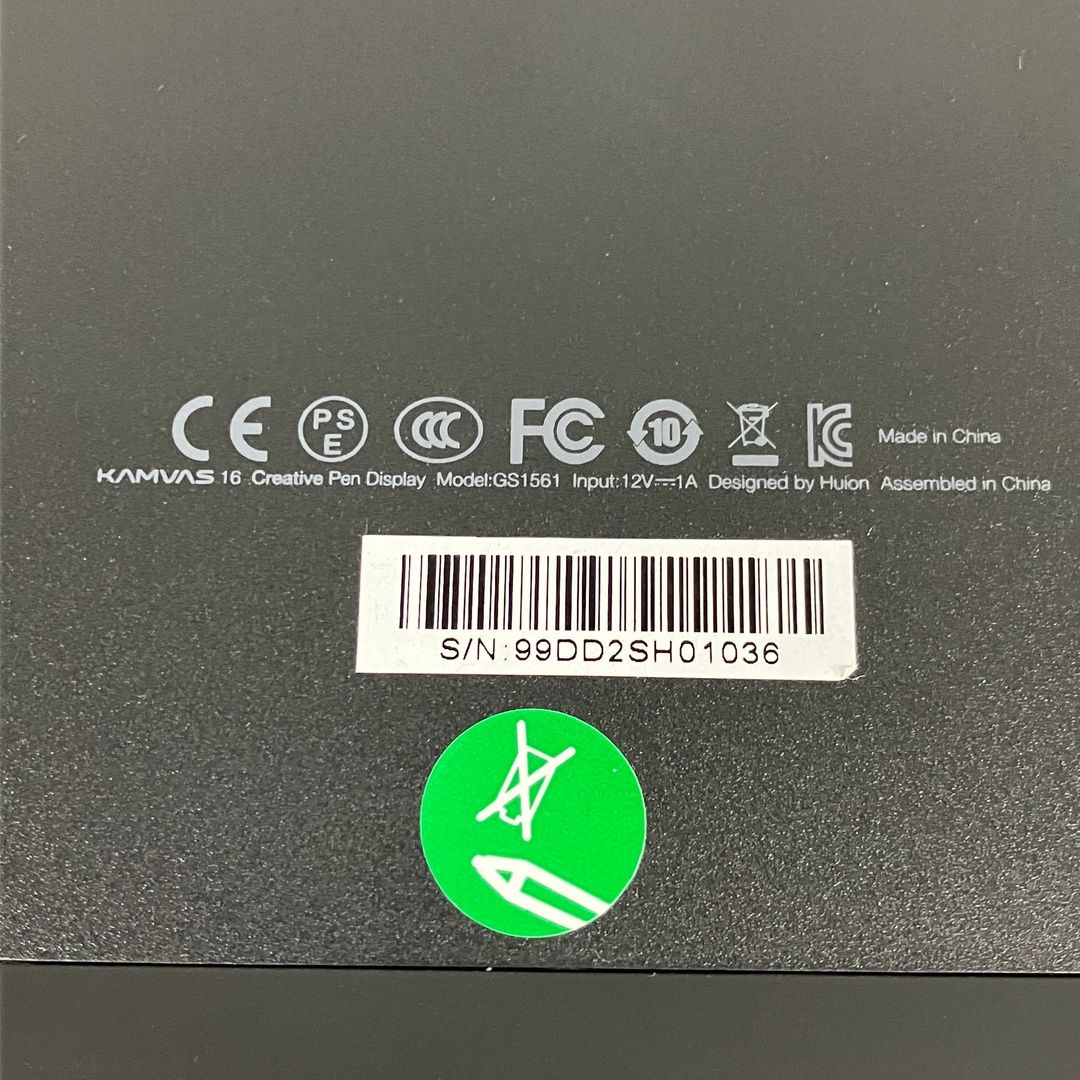 CE PSE CCC FC 10 KC Made in China
KAMVAS 16 Creative Pen Display Model:GS1561 Input:12V⎓1A Designed by Huion Assembled in China
S/N:99DD2SH01036